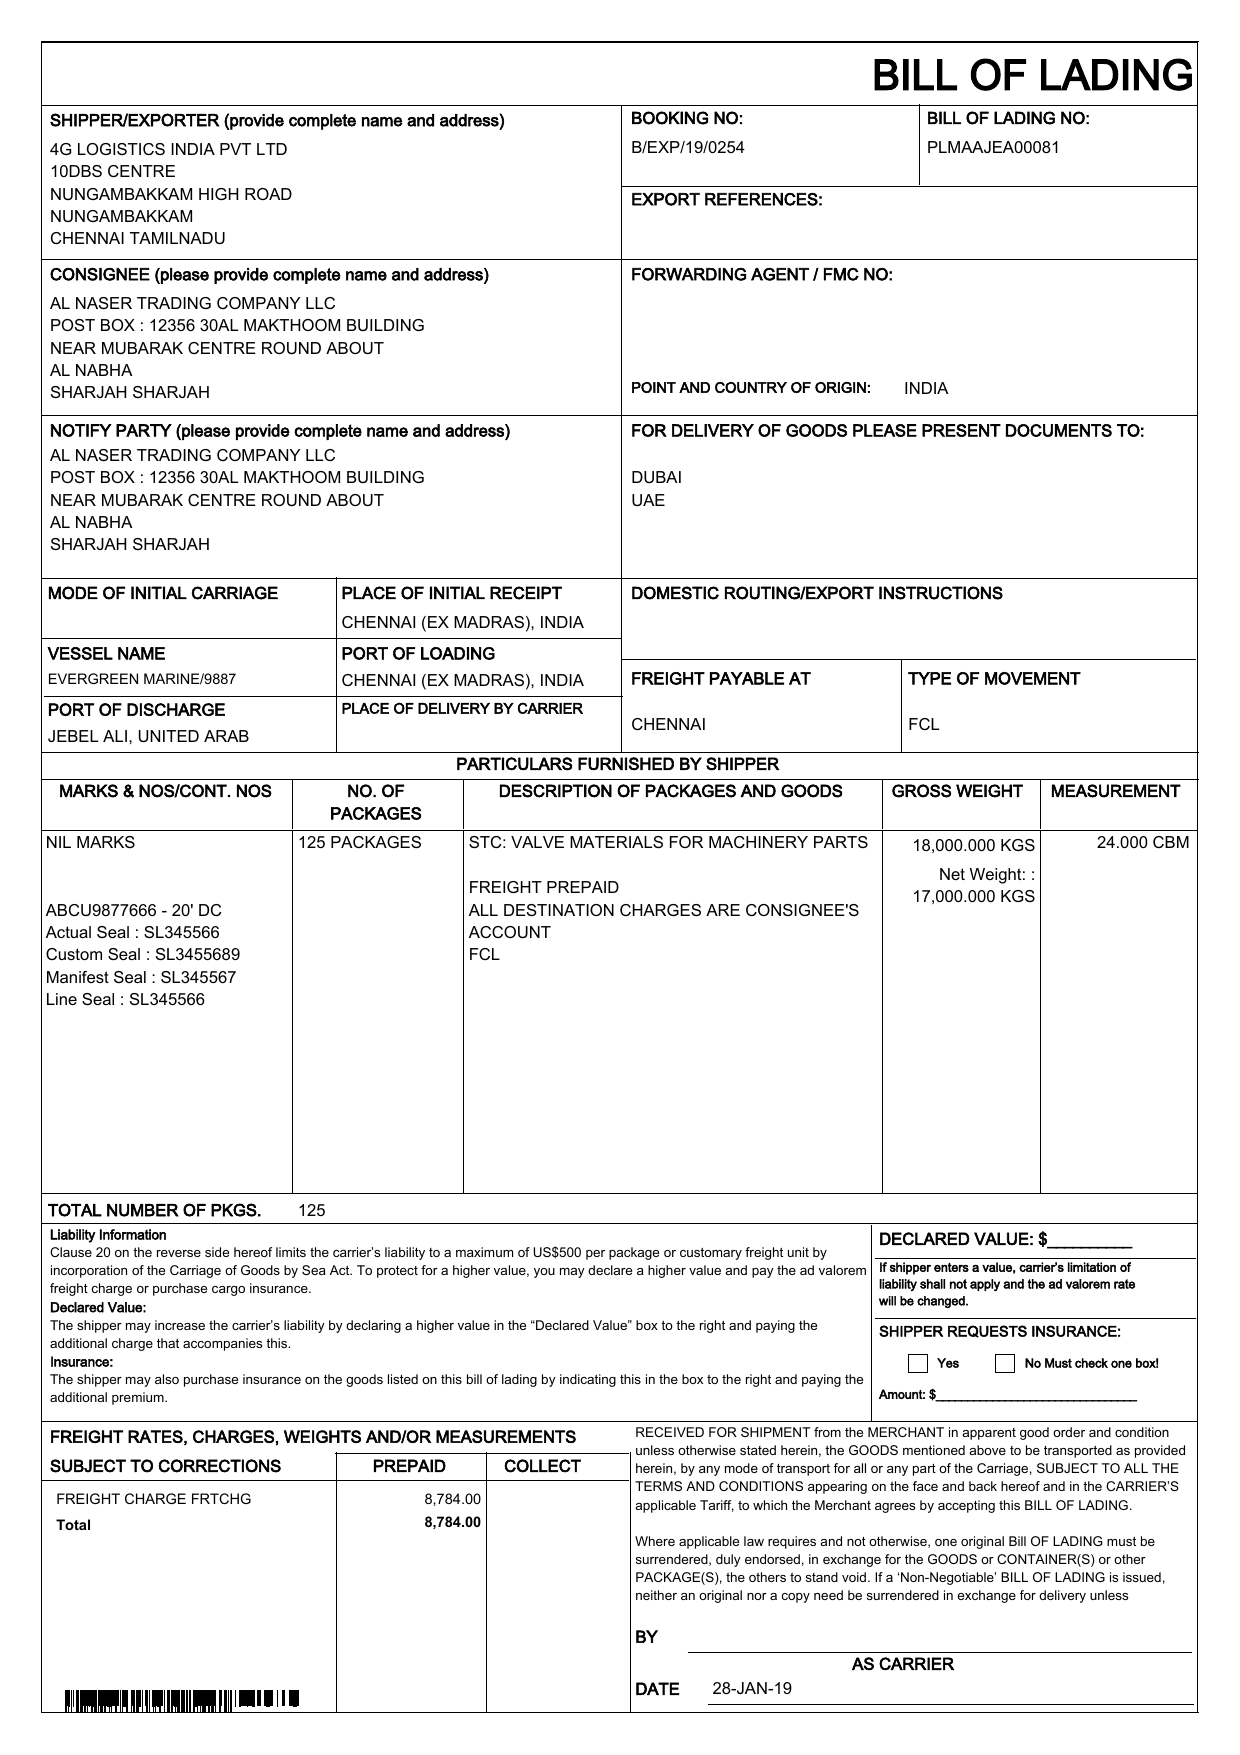 BILL OF LADING
SHIPPER/EXPORTER (provide complete name and address)
4G LOGISTICS INDIA PVT LTD
10DBS CENTRE
NUNGAMBAKKAM HIGH ROAD
NUNGAMBAKKAM
CHENNAI TAMILNADU
BOOKING NO:
B/EXP/19/0254
BILL OF LADING NO:
PLMAAJEA00081
EXPORT REFERENCES:
CONSIGNEE (please provide complete name and address)
AL NASER TRADING COMPANY LLC
POST BOX : 12356 30AL MAKTHOOM BUILDING
NEAR MUBARAK CENTRE ROUND ABOUT
AL NABHA
SHARJAH SHARJAH
FORWARDING AGENT / FMC NO:
POINT AND COUNTRY OF ORIGIN: INDIA
NOTIFY PARTY (please provide complete name and address)
AL NASER TRADING COMPANY LLC
POST BOX : 12356 30AL MAKTHOOM BUILDING
NEAR MUBARAK CENTRE ROUND ABOUT
AL NABHA
SHARJAH SHARJAH
FOR DELIVERY OF GOODS PLEASE PRESENT DOCUMENTS TO:
DUBAI
UAE
MODE OF INITIAL CARRIAGE
PLACE OF INITIAL RECEIPT
CHENNAI (EX MADRAS), INDIA
DOMESTIC ROUTING/EXPORT INSTRUCTIONS
VESSEL NAME
EVERGREEN MARINE/9887
PORT OF LOADING
CHENNAI (EX MADRAS), INDIA
FREIGHT PAYABLE AT
CHENNAI
TYPE OF MOVEMENT
FCL
PORT OF DISCHARGE
JEBEL ALI, UNITED ARAB
PLACE OF DELIVERY BY CARRIER
PARTICULARS FURNISHED BY SHIPPER
MARKS & NOS/CONT. NOS
NO. OF
PACKAGES
DESCRIPTION OF PACKAGES AND GOODS
GROSS WEIGHT
MEASUREMENT
NIL MARKS
ABCU9877666 - 20' DC
Actual Seal : SL345566
Custom Seal : SL3455689
Manifest Seal : SL345567
Line Seal : SL345566
125 PACKAGES
STC: VALVE MATERIALS FOR MACHINERY PARTS
FREIGHT PREPAID
ALL DESTINATION CHARGES ARE CONSIGNEE'S
ACCOUNT
FCL
18,000.000 KGS
Net Weight: :
17,000.000 KGS
24.000 CBM
TOTAL NUMBER OF PKGS. 125
Liability Information
Clause 20 on the reverse side hereof limits the carrier’s liability to a maximum of US$500 per package or customary freight unit by
incorporation of the Carriage of Goods by Sea Act. To protect for a higher value, you may declare a higher value and pay the ad valorem
freight charge or purchase cargo insurance.
Declared Value:
The shipper may increase the carrier’s liability by declaring a higher value in the “Declared Value” box to the right and paying the
additional charge that accompanies this.
Insurance:
The shipper may also purchase insurance on the goods listed on this bill of lading by indicating this in the box to the right and paying the
additional premium.
DECLARED VALUE: $__________
If shipper enters a value, carrier’s limitation of
liability shall not apply and the ad valorem rate
will be changed.
SHIPPER REQUESTS INSURANCE:
Yes No Must check one box!
Amount: $______________________________
FREIGHT RATES, CHARGES, WEIGHTS AND/OR MEASUREMENTS
SUBJECT TO CORRECTIONS PREPAID COLLECT
FREIGHT CHARGE FRTCHG 8,784.00
Total 8,784.00
RECEIVED FOR SHIPMENT from the MERCHANT in apparent good order and condition
unless otherwise stated herein, the GOODS mentioned above to be transported as provided
herein, by any mode of transport for all or any part of the Carriage, SUBJECT TO ALL THE
TERMS AND CONDITIONS appearing on the face and back hereof and in the CARRIER’S
applicable Tariff, to which the Merchant agrees by accepting this BILL OF LADING.
Where applicable law requires and not otherwise, one original Bill OF LADING must be
surrendered, duly endorsed, in exchange for the GOODS or CONTAINER(S) or other
PACKAGE(S), the others to stand void. If a ‘Non-Negotiable’ BILL OF LADING is issued,
neither an original nor a copy need be surrendered in exchange for delivery unless
BY
AS CARRIER
DATE 28-JAN-19